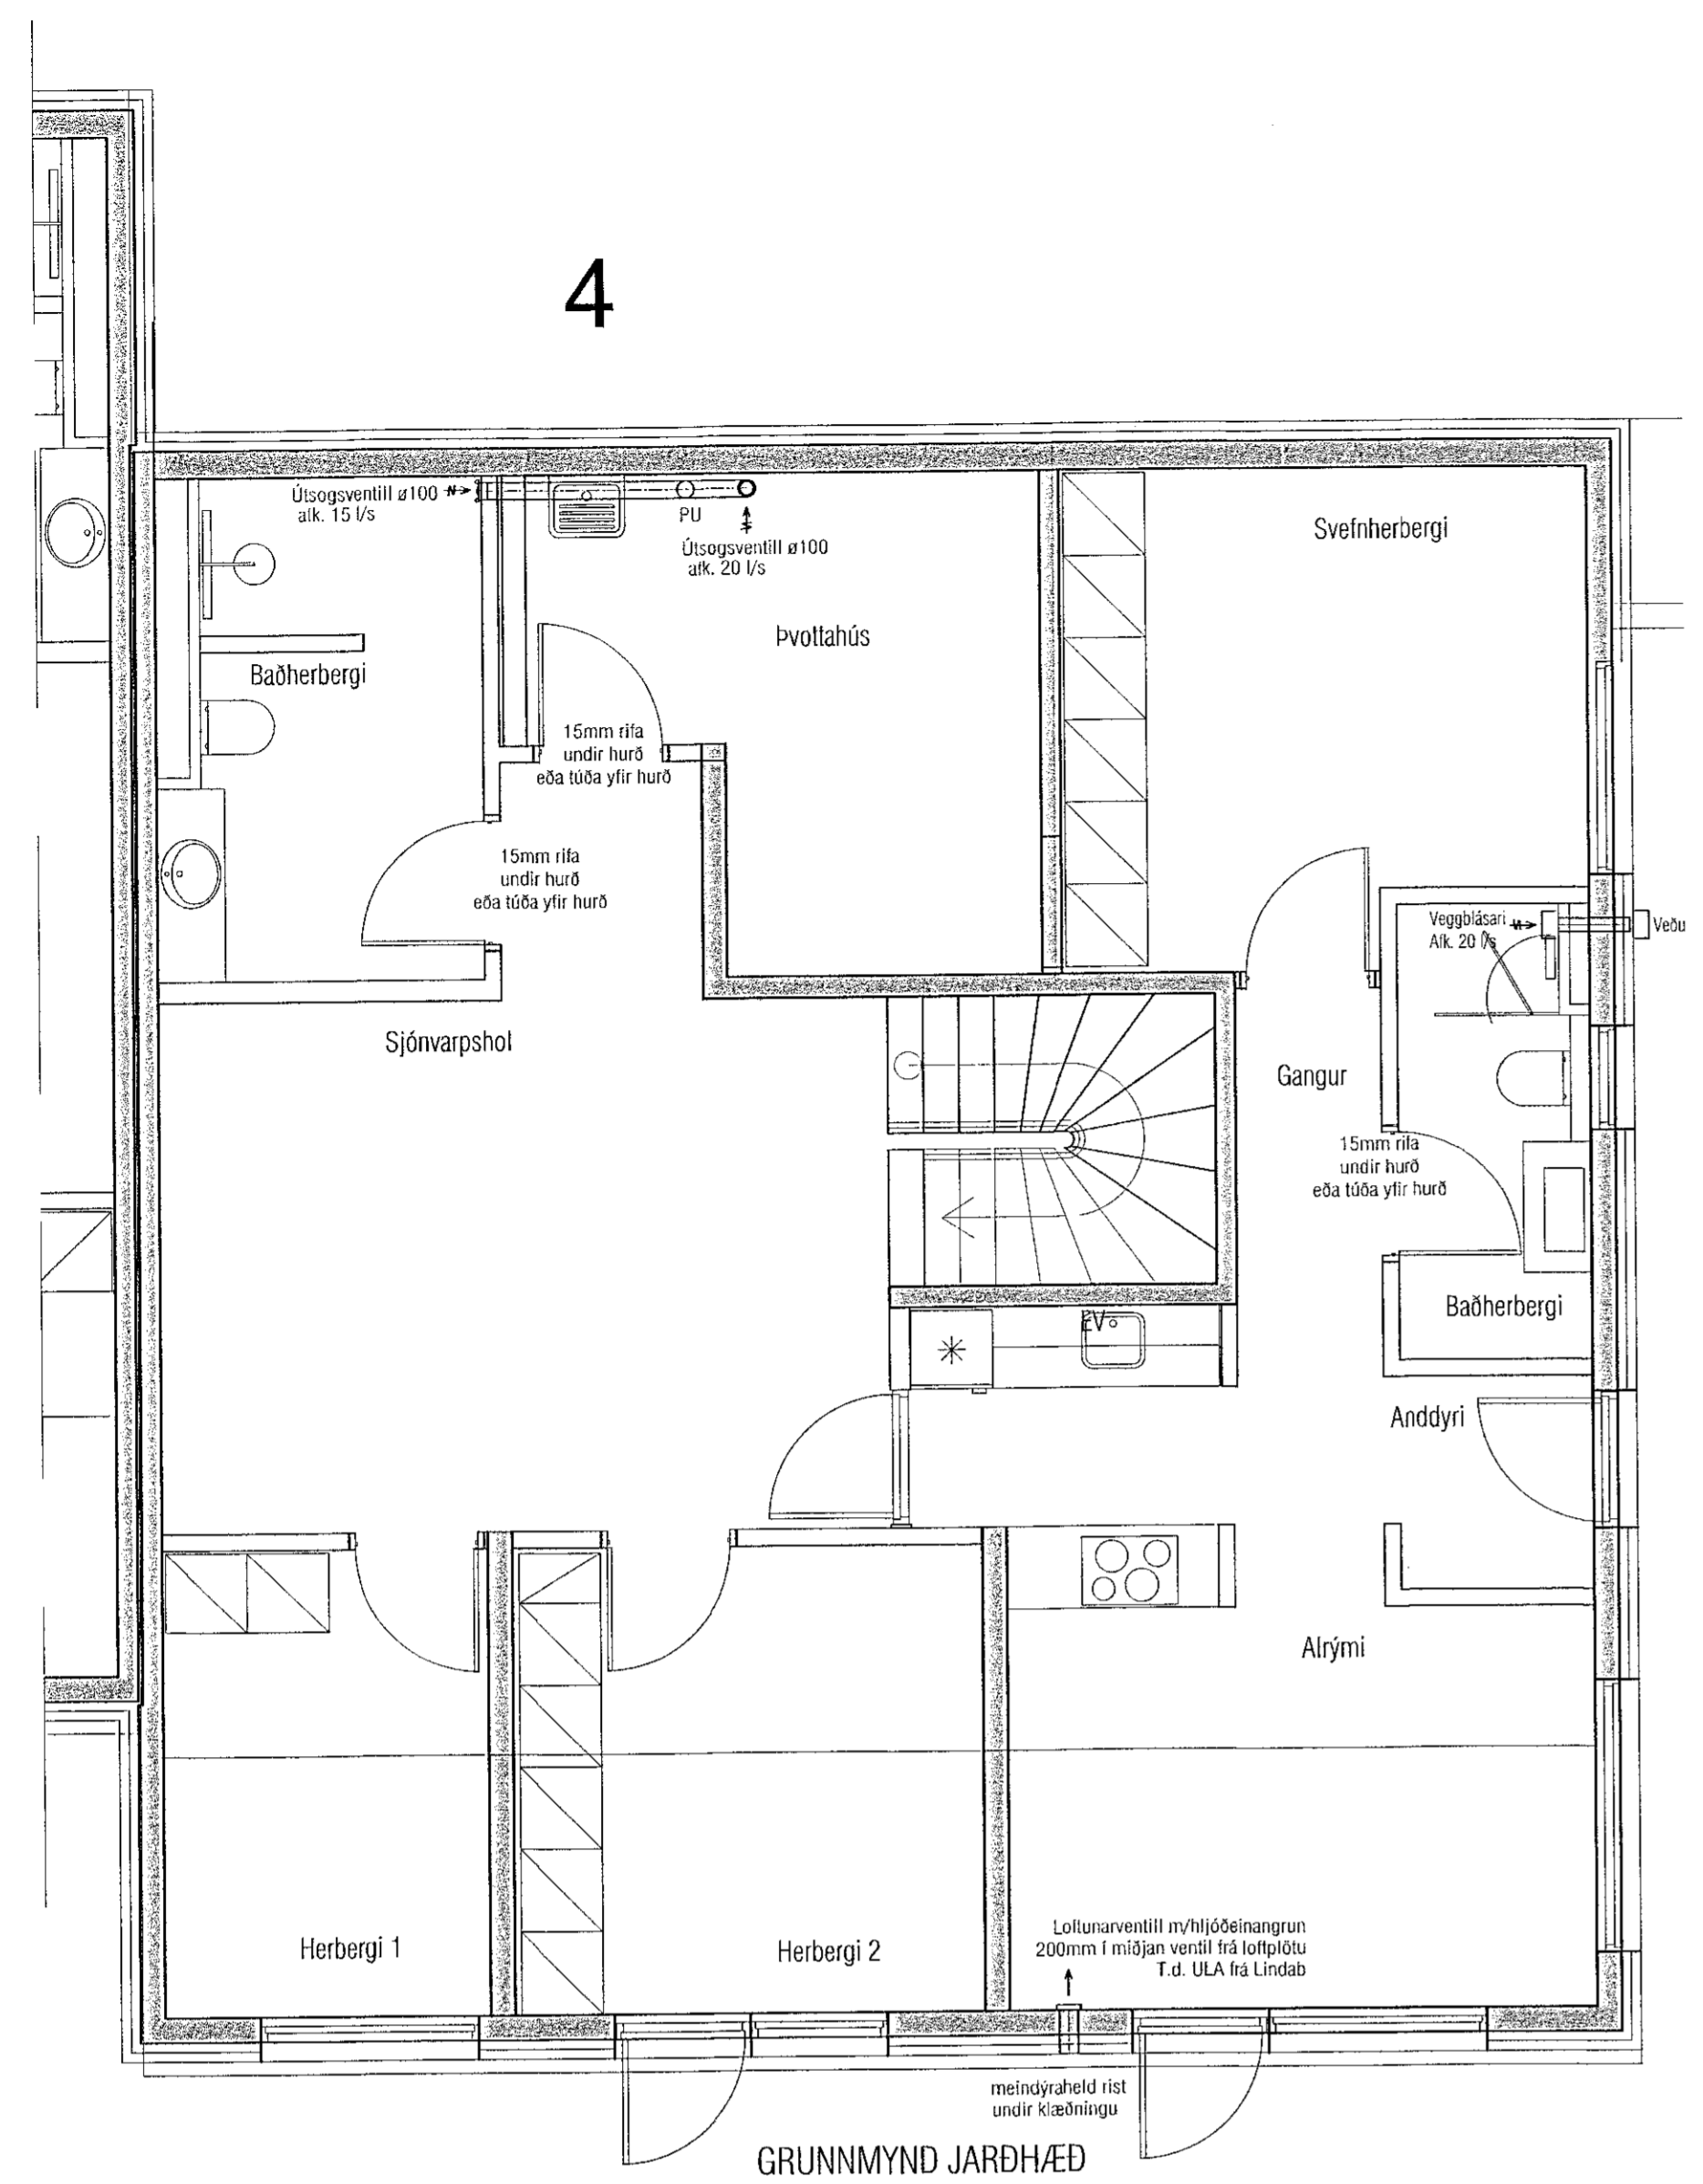 4
Útsogsventill ø100
afk. 15 l/s
PU
Útsogsventill ø100
afk. 20 l/s
Svefnherbergi
Þvottahús
Baðherbergi
15mm rifa
undir hurð
eða túða yfir hurð
15mm rifa
undir hurð
eða túða yfir hurð
Veggblásari
Afk. 20 l/s
Veðu
Sjónvarpshol
Gangur
15mm rifa
undir hurð
eða túða yfir hurð
Baðherbergi
EV
Anddyri
Alrými
Herbergi 1
Herbergi 2
Loftunarventill m/hljóðeinangrun
200mm í miðjan ventil frá loftplötu
T.d. ULA frá Lindab
meindýraheld rist
undir klæðningu
GRUNNMYND JARÐHÆÐ